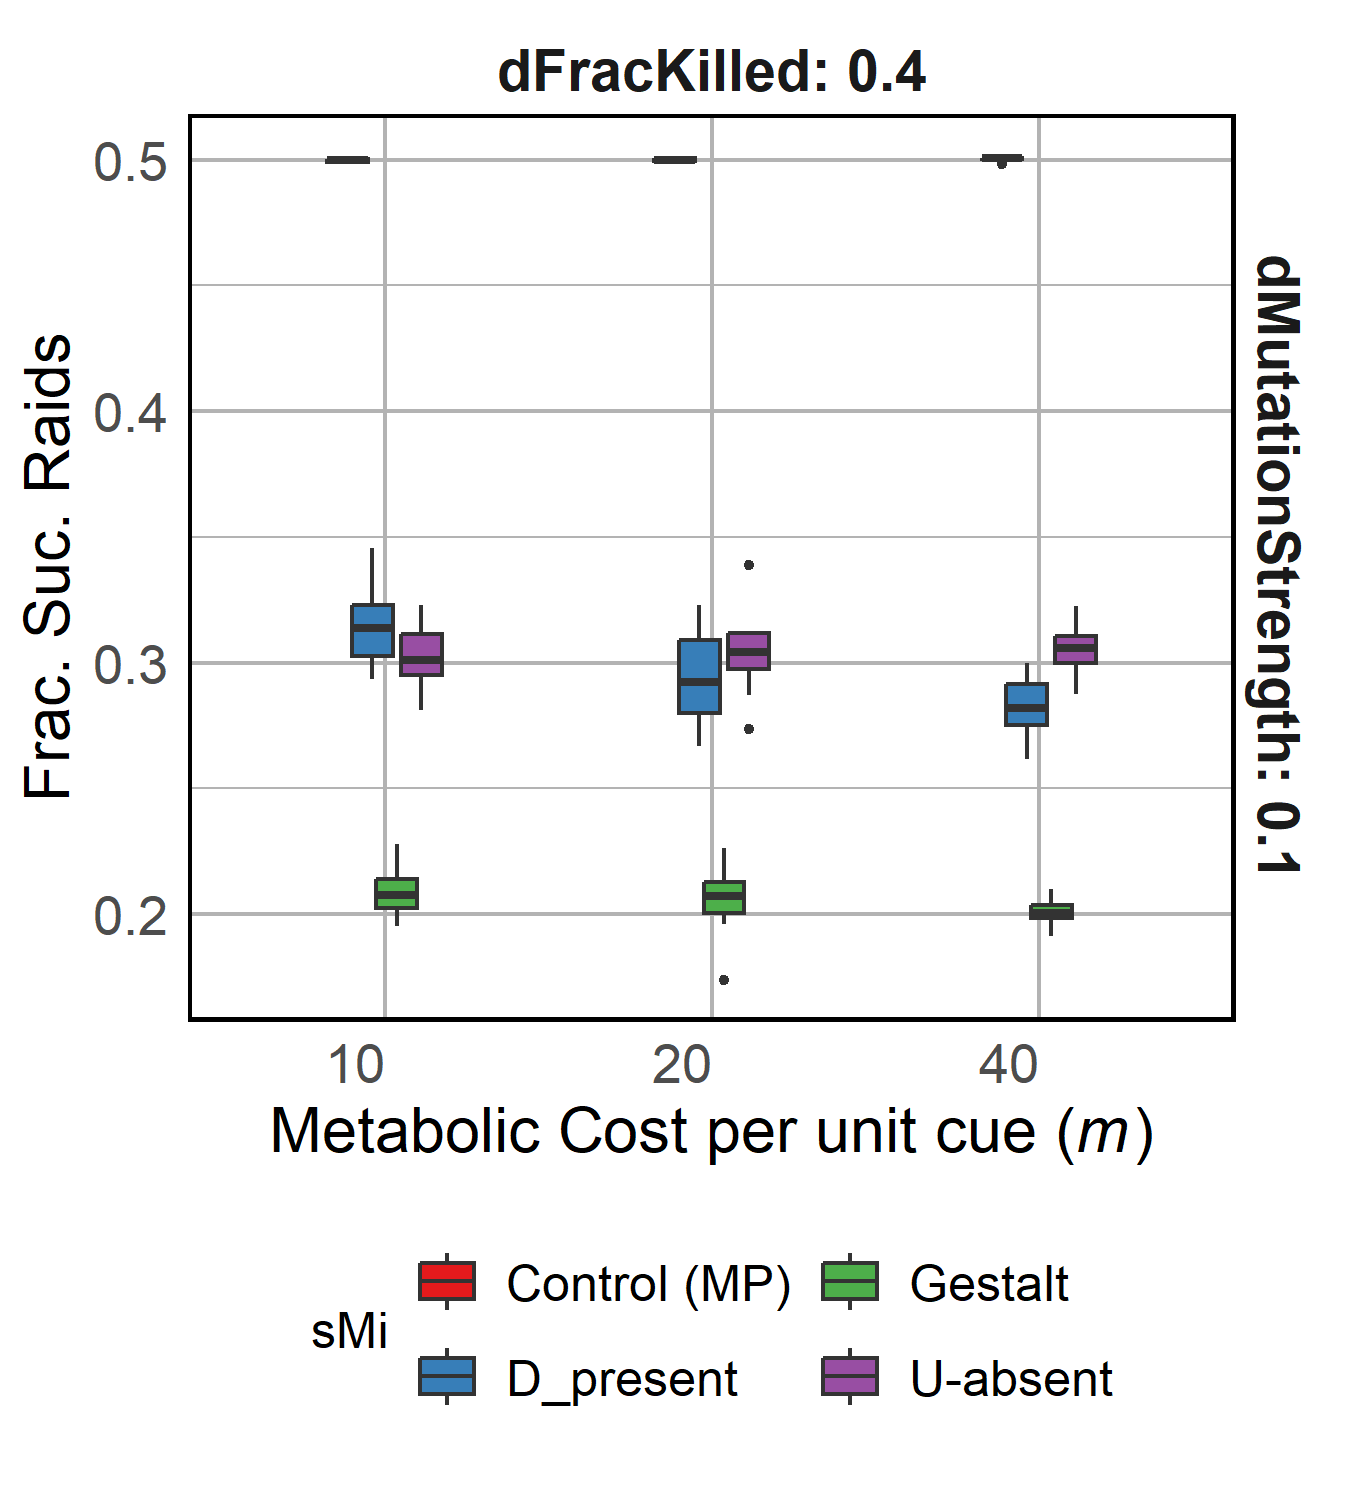 dFracKilled: 0.4
0.5
0.4
0.3
0.2
Frac. Suc. Raids
dMutationStrength: 0.1
10 20 40
Metabolic Cost per unit cue (m)
sMi
Control (MP) Gestalt
D_present U-absent